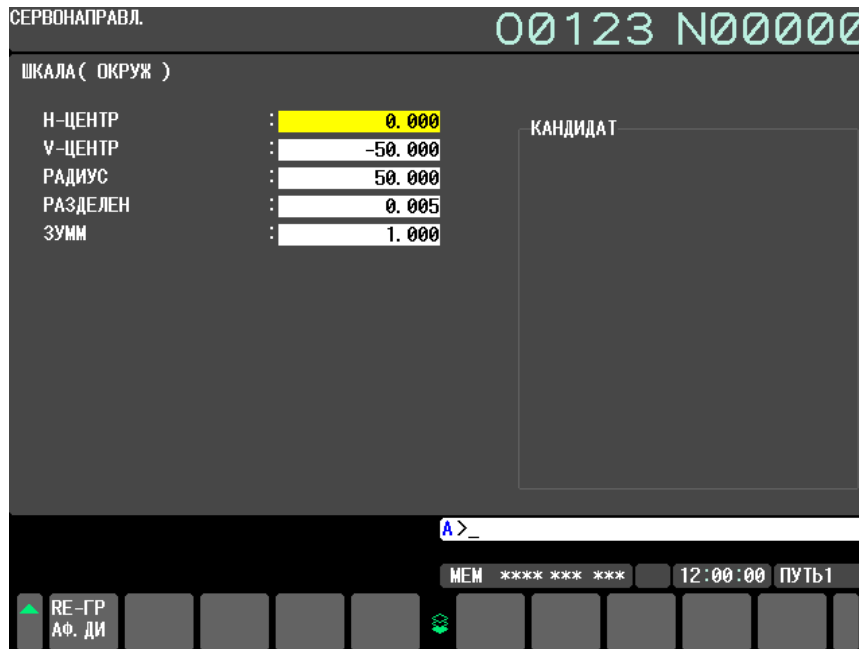 СЕРВОНАПРАВЛ.
O0123 N00000
ШКАЛА( ОКРУЖ )
Н-ЦЕНТР : 0.000
V-ЦЕНТР : -50.000
РАДИУС : 50.000
РАЗДЕЛЕН : 0.005
ЗУММ : 1.000
КАНДИДАТ
A>_
MEM **** *** *** 12:00:00 ПУТЬ1
RE-ГР
АФ. ДИ